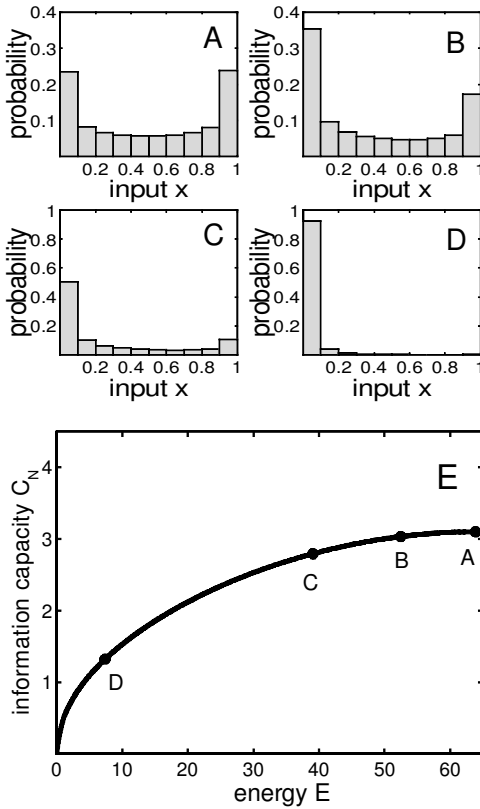 0.4
0.3
0.2
0.1
probability
A
0.2 0.4 0.6 0.8 1
input x
0.4
0.3
0.2
0.1
probability
B
0.2 0.4 0.6 0.8 1
input x
1
0.8
0.6
0.4
0.2
probability
C
0.2 0.4 0.6 0.8 1
input x
1
0.8
0.6
0.4
0.2
probability
D
0.2 0.4 0.6 0.8 1
input x
4
3
2
1
information capacity C_N
E
A
B
C
D
0 10 20 30 40 50 60
energy E